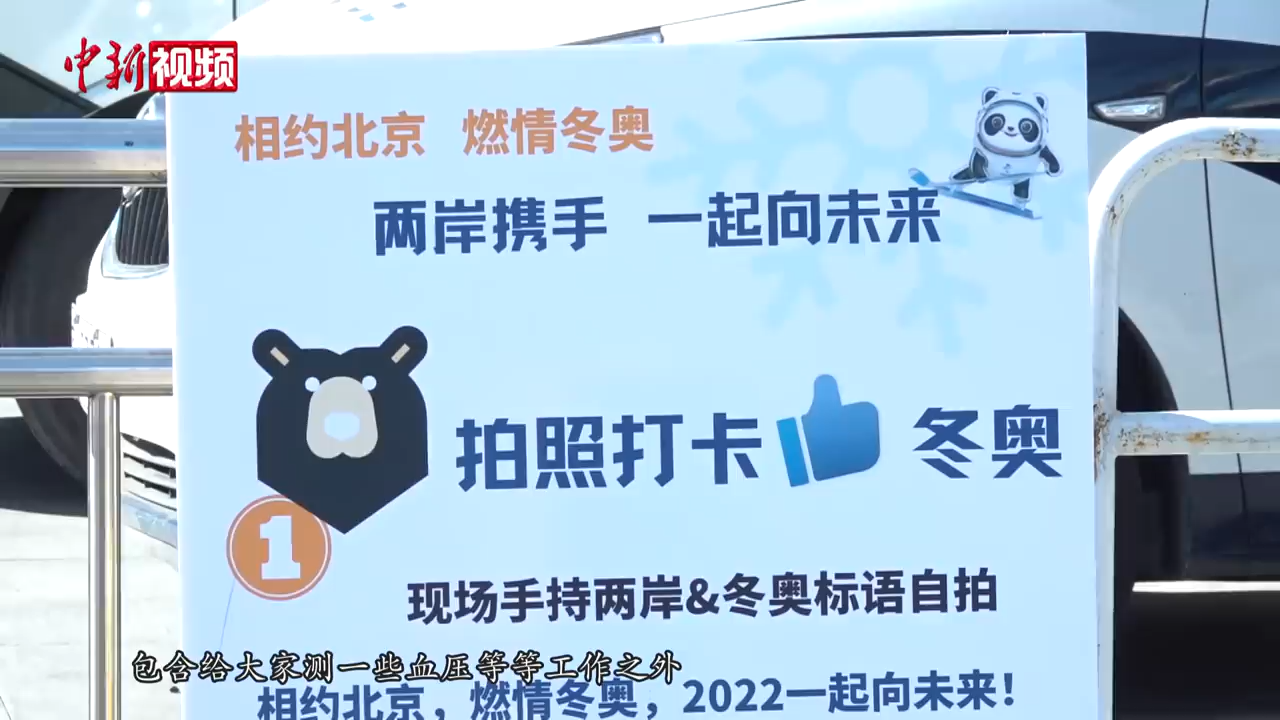 中新视频
相约北京 燃情冬奥
两岸携手 一起向未来
拍照打卡 冬奥
1
现场手持两岸&冬奥标语自拍
包含给大家测一些血压等等工作之外
相约北京，燃情冬奥，2022一起向未来！